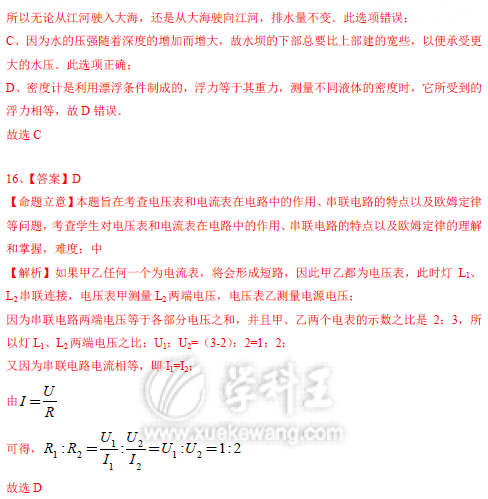 所以无论从江河驶入大海，还是从大海驶向江河，排水量不变．此选项错误；
C、因为水的压强随着深度的增加而增大，故水坝的下部总要比上部建的宽些，以便承受更
大的水压．此选项正确；
D、密度计是利用漂浮条件制成的，浮力等于其重力，测量不同液体的密度时，它所受到的
浮力相等，故 D 错误．
故选 C
16、【答案】D
【命题立意】本题旨在考查电压表和电流表在电路中的作用、串联电路的特点以及欧姆定律
等问题，考查学生对电压表和电流表在电路中的作用、串联电路的特点以及欧姆定律的理解
和掌握，难度：中
【解析】如果甲乙任何一个为电流表，将会形成短路，因此甲乙都为电压表，此时灯 L₁、
L₂ 串联连接，电压表甲测量 L₂ 两端电压，电压表乙测量电源电压；
因为串联电路两端电压等于各部分电压之和，并且甲、乙两个电表的示数之比是 2：3，所
以灯 L₁、L₂ 两端电压之比：U₁：U₂=（3-2）：2=1：2；
又因为串联电路电流相等，即 I₁=I₂；
由 I = U/R
可得，R₁ : R₂ = U₁/I₁ : U₂/I₂ = U₁ : U₂ = 1 : 2
故选 D
学科王
www.xuekewang.com